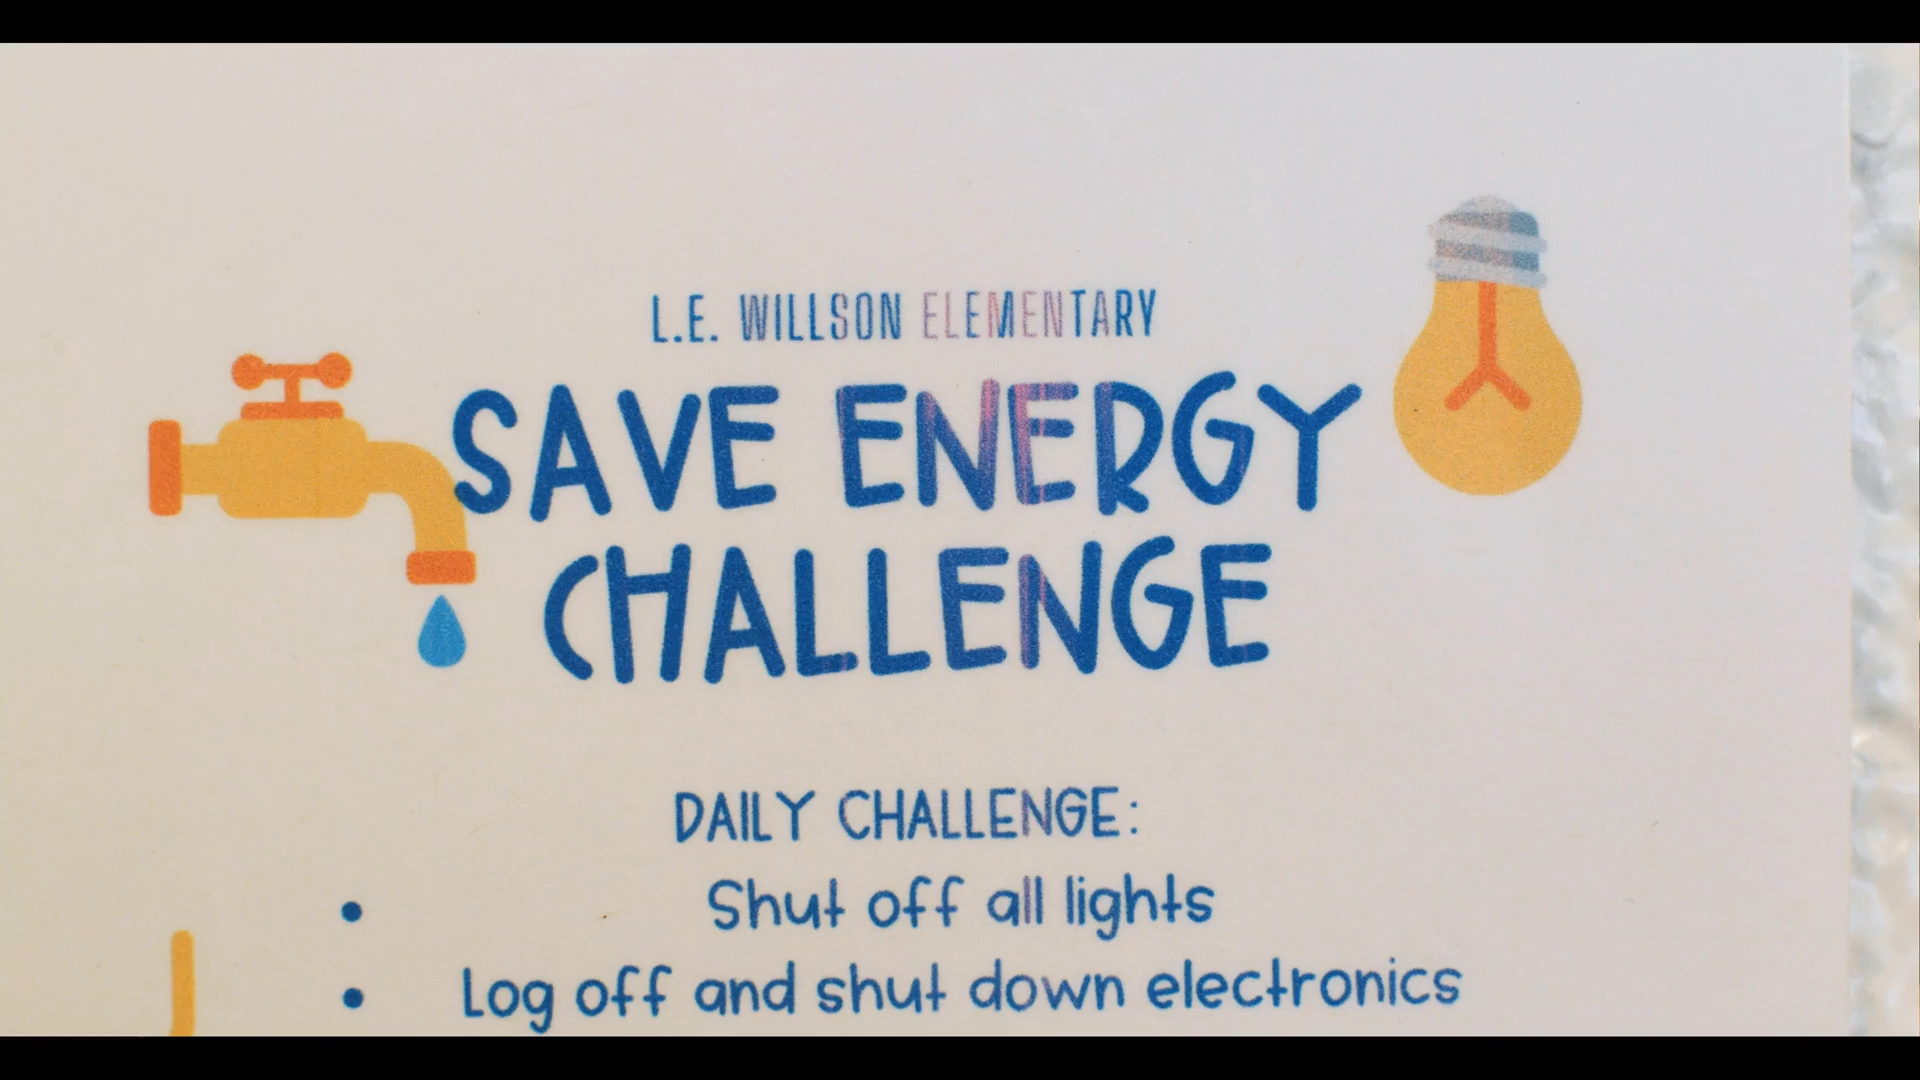 L.E. WILLSON ELEMENTARY
SAVE ENERGY
CHALLENGE
DAILY CHALLENGE:
• Shut off all lights
• Log off and shut down electronics